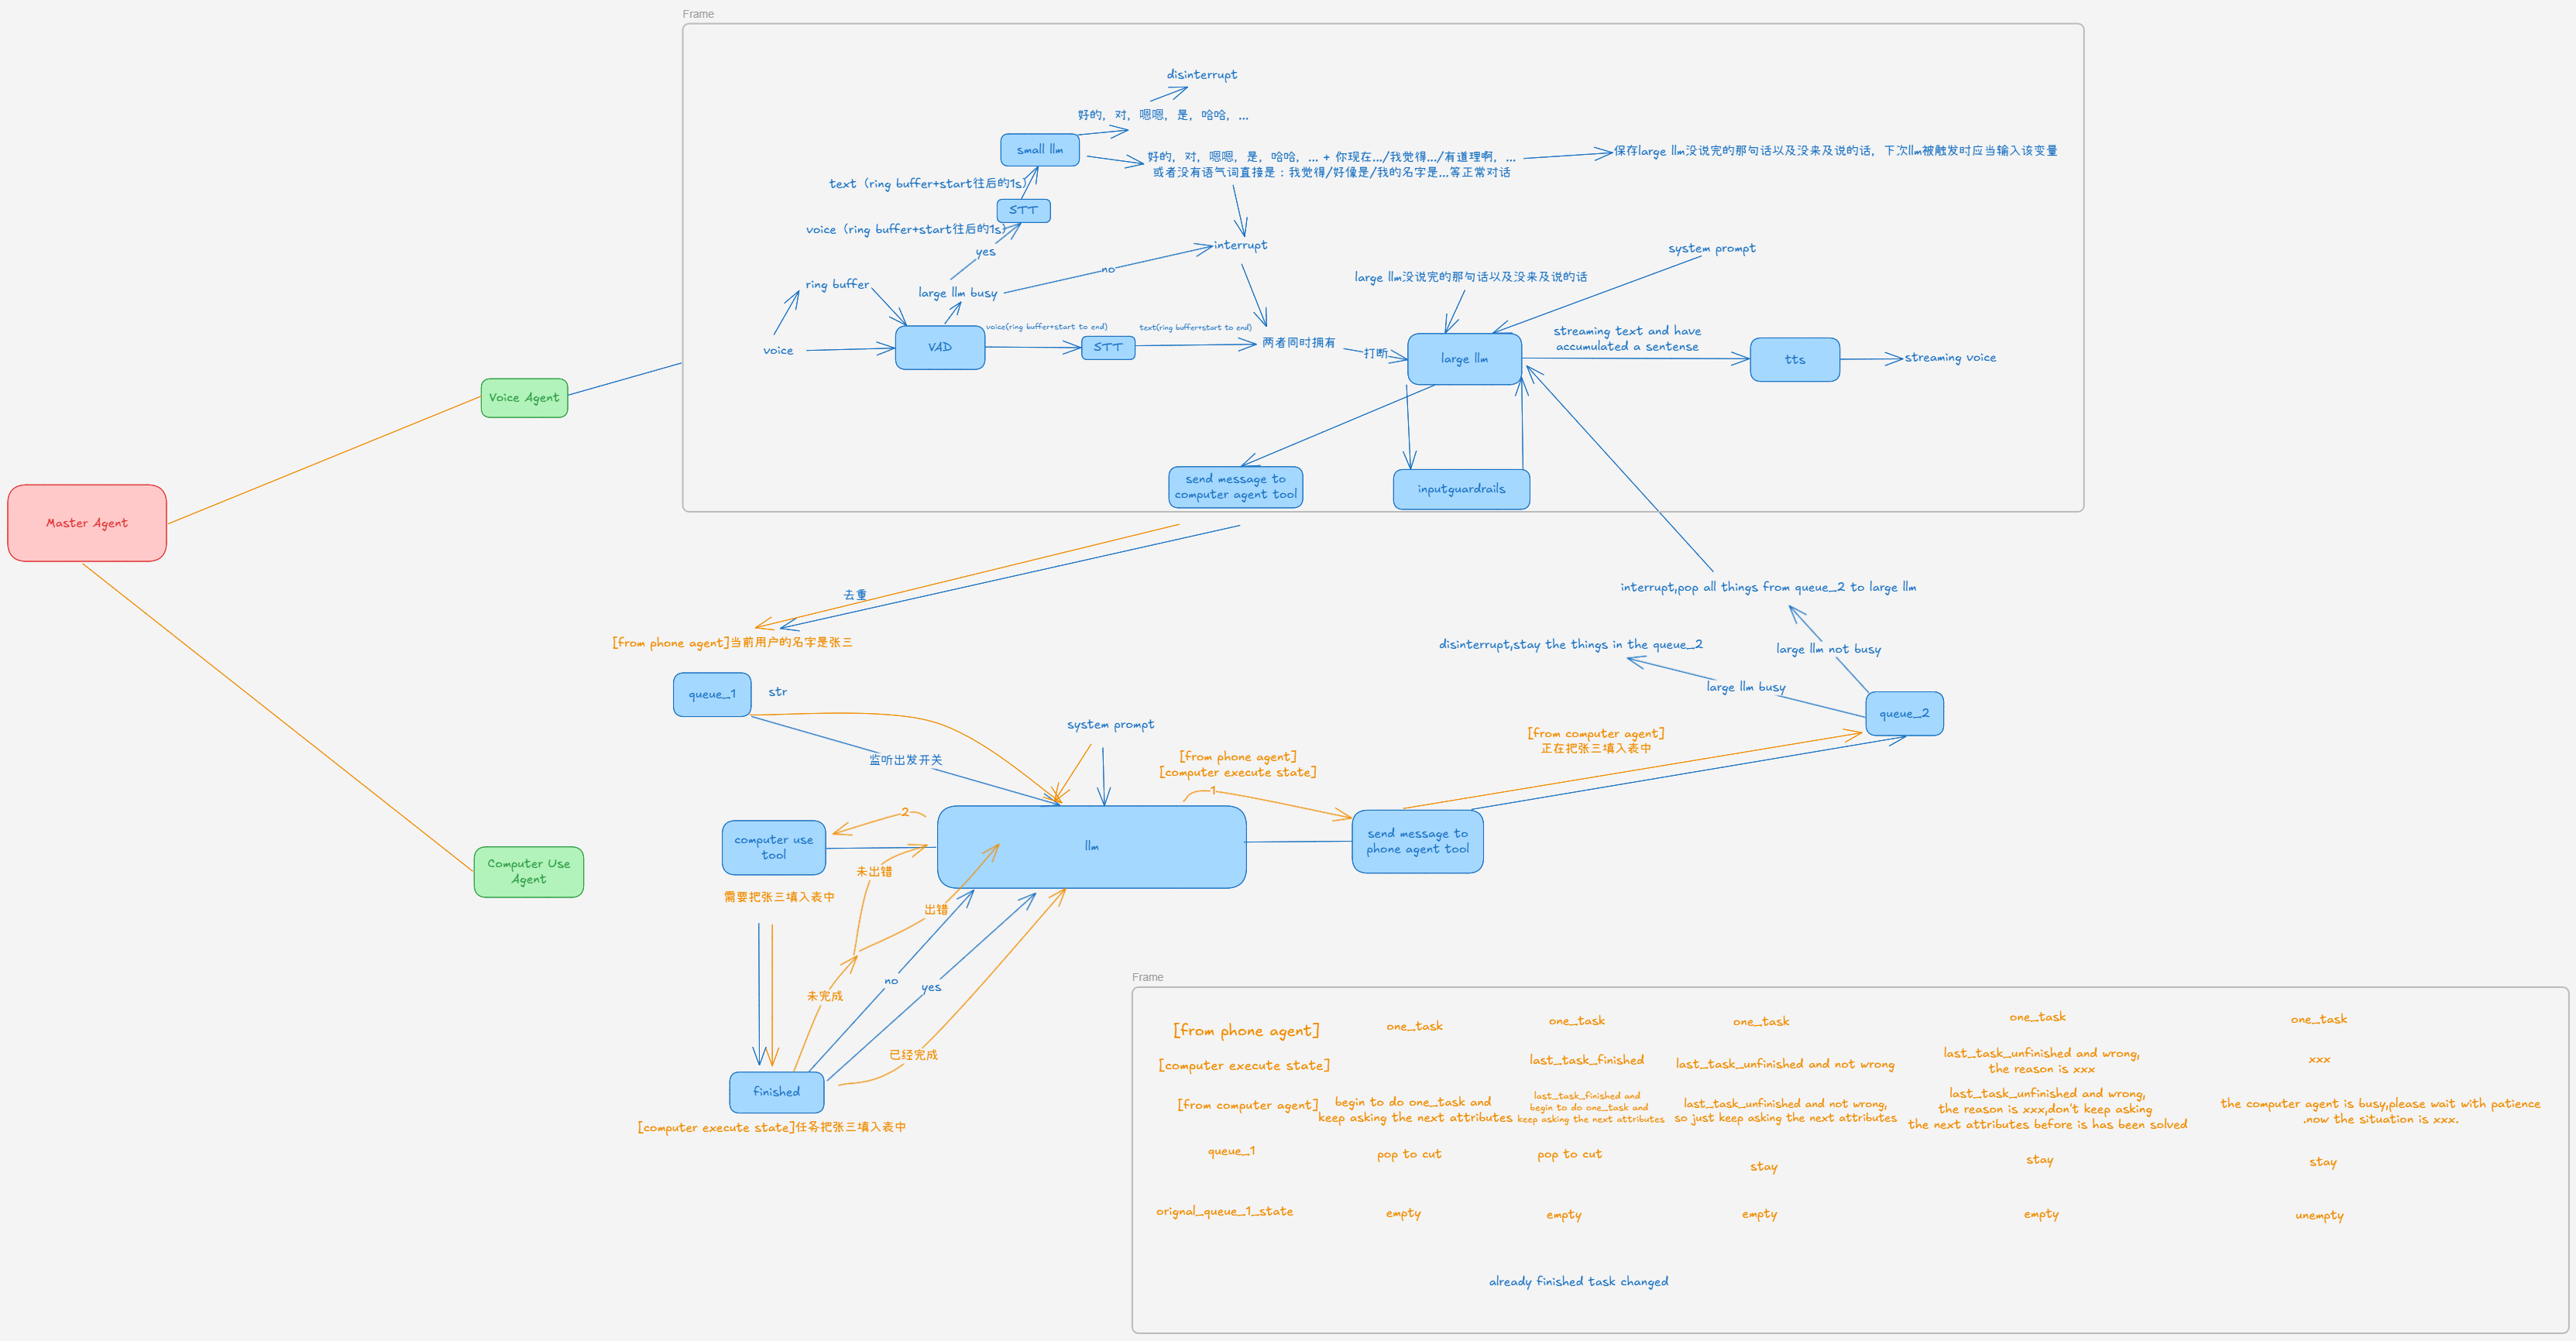 Frame
disinterrupt
好的，对，嗯嗯，是，哈哈，...
small llm
好的，对，嗯嗯，是，哈哈，... + 你现在.../我觉得.../有道理啊，...
或者没有语气词直接是：我觉得/好像是/我的名字是...等正常对话
保存large llm没说完的那句话以及没来及说的话，下次llm被触发时应当输入该变量
text（ring buffer+start往后的1s）
STT
voice（ring buffer+start往后的1s）
yes
interrupt
system prompt
no
large llm没说完的那句话以及没来及说的话
ring buffer
large llm busy
voice(ring buffer+start to end)
text(ring buffer+start to end)
streaming text and have
accumulated a sentence
voice
VAD
STT
两者同时拥有
打断
large llm
tts
streaming voice
Voice Agent
send message to
computer agent tool
inputguardrails
Master Agent
去重
interrupt,pop all things from queue_2 to large llm
[from phone agent]当前用户的名字是张三
disinterrupt,stay the things in the queue_2
large llm not busy
queue_1
str
large llm busy
queue_2
system prompt
[from computer agent]
正在把张三填入表中
监听出发开关
[from phone agent]
[computer execute state]
1
2
computer use
tool
llm
send message to
phone agent tool
Computer Use
Agent
未出错
需要把张三填入表中
出错
no
yes
未完成
已经完成
finished
[computer execute state]任务把张三填入表中
Frame
[from phone agent]
one_task
one_task
one_task
one_task
one_task
[computer execute state]
last_task_finished
last_task_unfinished and not wrong
last_task_unfinished and wrong,
the reason is xxx
xxx
[from computer agent]
begin to do one_task and
keep asking the next attributes
last_task_finished and
begin to do one_task and
keep asking the next attributes
last_task_unfinished and not wrong,
so just keep asking the next attributes
last_task_unfinished and wrong,
the reason is xxx,don't keep asking
the next attributes before is has been solved
the computer agent is busy,please wait with patience
.now the situation is xxx.
queue_1
pop to cut
pop to cut
stay
stay
stay
orignal_queue_1_state
empty
empty
empty
empty
unempty
already finished task changed